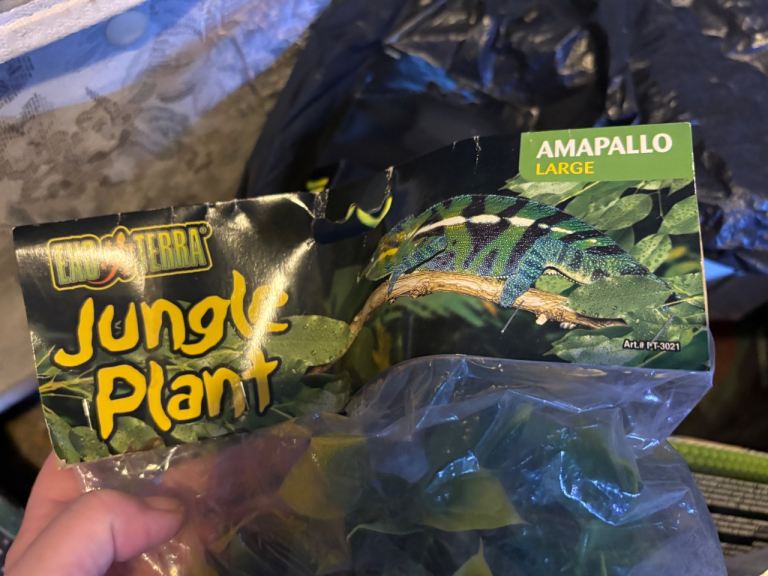 EXO TERRA®
Jungle
Plant
AMAPALLO
LARGE
Art.# PT-3021